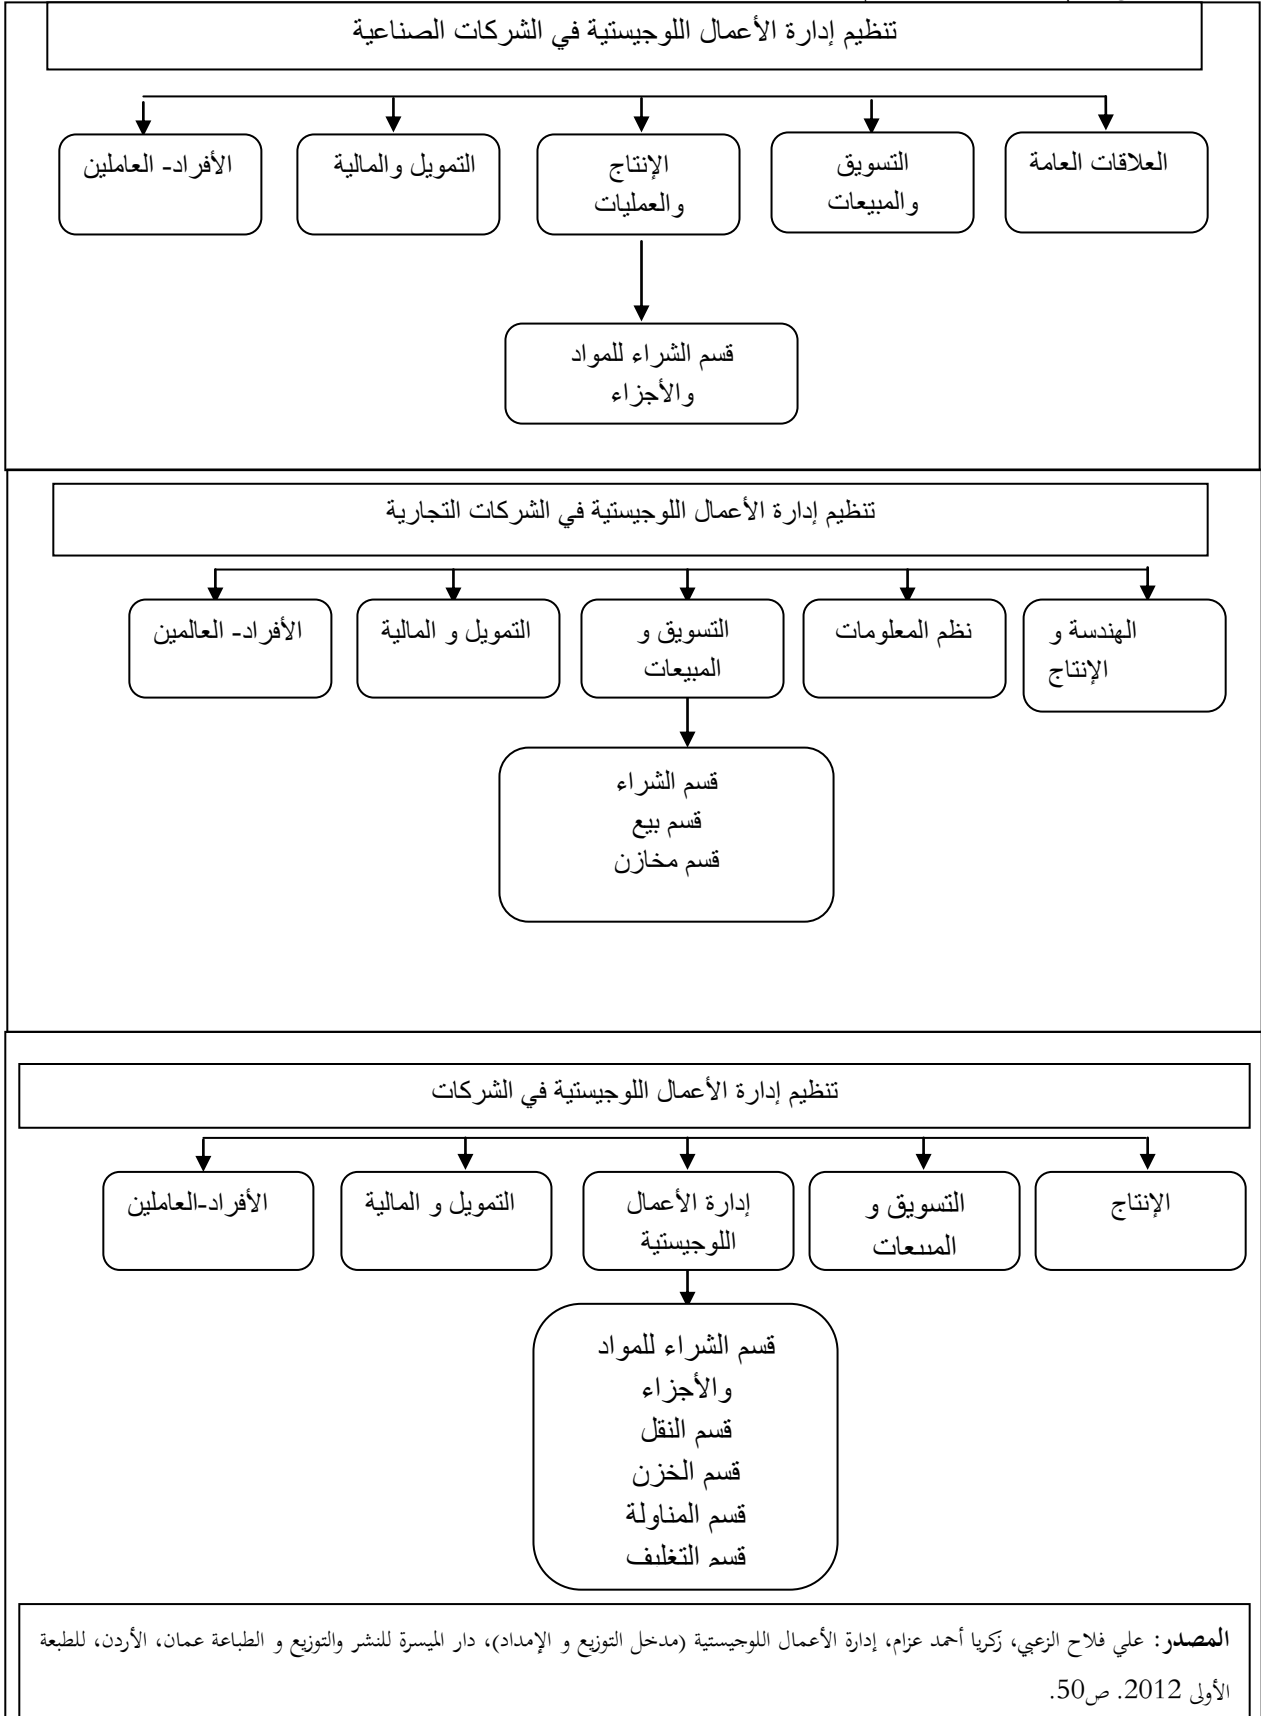 تنظيم إدارة الأعمال اللوجيستية في الشركات الصناعية
العلاقات العامة
التسويق
والمبيعات
الإنتاج
والعمليات
التمويل والمالية
الأفراد- العاملين
قسم الشراء للمواد
والأجزاء
تنظيم إدارة الأعمال اللوجيستية في الشركات التجارية
الهندسة و
الإنتاج
نظم المعلومات
التسويق و
المبيعات
التمويل و المالية
الأفراد- العالمين
قسم الشراء
قسم بيع
قسم مخازن
تنظيم إدارة الأعمال اللوجيستية في الشركات
الإنتاج
التسويق و
المبيعات
إدارة الأعمال
اللوجيستية
التمويل و المالية
الأفراد-العاملين
قسم الشراء للمواد
والأجزاء
قسم النقل
قسم الخزن
قسم المناولة
قسم التغليف
المصدر: علي فلاح الزعبي، زكريا أحمد عزام، إدارة الأعمال اللوجيستية (مدخل التوزيع و الإمداد)، دار الميسرة للنشر والتوزيع و الطباعة عمان، الأردن، للطبعة
الأولى 2012. ص50.